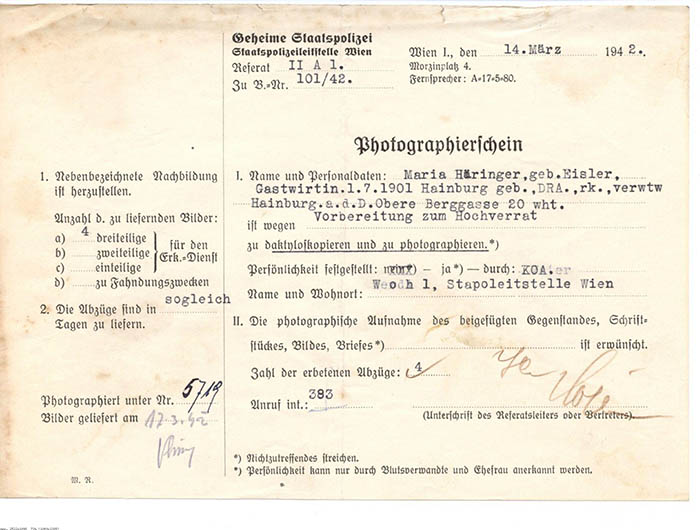 Geheime Staatspolizei
Staatspolizeileitstelle Wien
Referat II A 1.
Zu B.-Nr. 101/42.
Wien I., den 14. März 1942.
Morzinplatz 4.
Fernsprecher: A=17=5=80.
Photographierschein
1. Nebenbezeichnete Nachbildung
ist herzustellen.
Anzahl d. zu liefernden Bilder:
a) 4 dreiteilige
b) zweiteilige
c) einteilige
für den
Erk.=Dienst
d) zu Fahndungszwecken
2. Die Abzüge sind in sogleich
Tagen zu liefern.
Photographiert unter Nr. 5719
Bilder geliefert am 17.3.42
M. R.
I. Name und Personaldaten: Maria Häringer, geb.Eisler,
Gastwirtin.1.7.1901 Hainburg geb.,DRA.,rk.,verwtw
Hainburg.a.d.D.Obere Berggasse 20 wht.
ist wegen Vorbereitung zum Hochverrat
zu daktyloskopieren und zu photographieren.*)
Persönlichkeit festgestellt: nein*) — ja*) — durch: KOA.
Name und Wohnort: 1, Stapoleitstelle Wien
II. Die photographische Aufnahme des beigefügten Gegenstandes, Schrift=
stückes, Bildes, Briefes*) ist erwünscht.
Zahl der erbetenen Abzüge: 4
Anruf int.: 383
(Unterschrift des Referatsleiters oder Vertreters).
*) Nichtzutreffendes streichen.
*) Persönlichkeit kann nur durch Blutsverwandte und Ehefrau anerkannt werden.